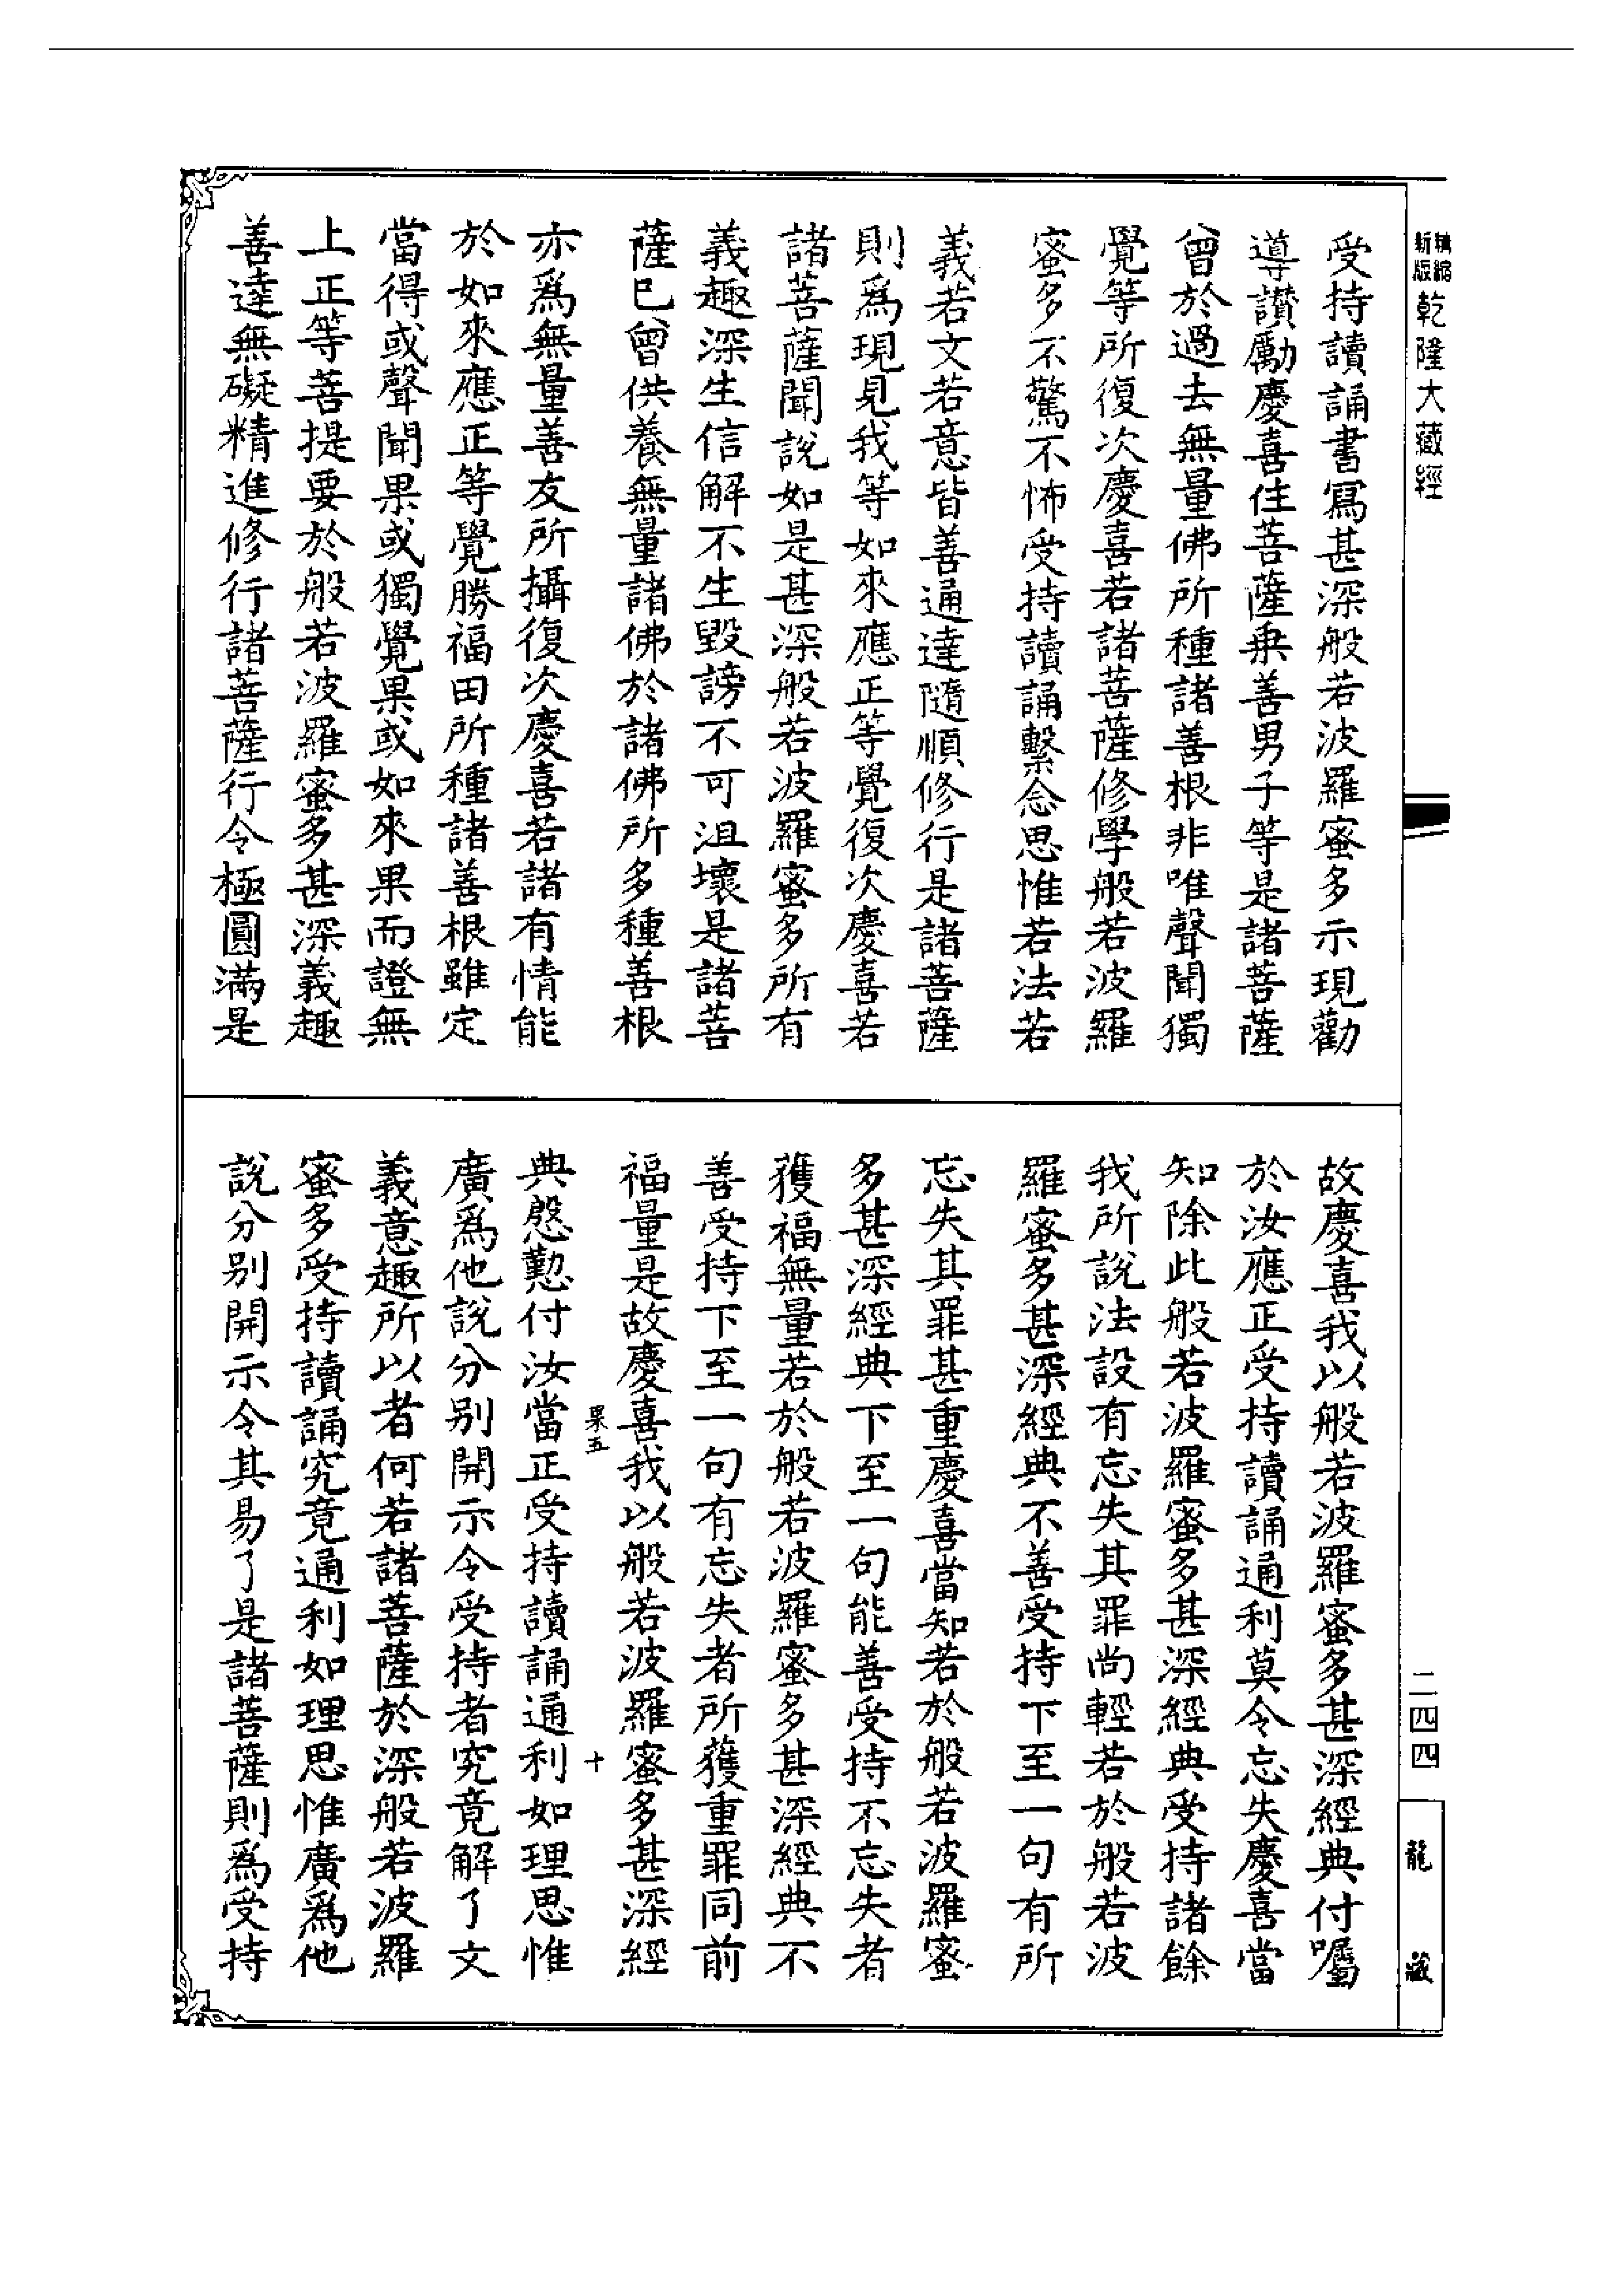 精縮新版乾隆大藏經
受持讀誦書寫甚深般若波羅蜜多示現勸
導讚勵慶喜住菩薩乗善男子等是諸菩薩
曾於過去無量佛所種諸善根非唯聲聞獨
覺等所復次慶喜若諸菩薩修學般若波羅
蜜多不驚不怖受持讀誦繫念思惟若法若
義若文若意皆善通達隨順修行是諸菩薩
則爲現見我等如來應正等覺復次慶喜若
諸菩薩聞說如是甚深般若波羅蜜多所有
義趣深生信解不生毀謗不可沮壞是諸菩
薩已曾供養無量諸佛於諸佛所多種善根
亦爲無量善友所攝復次慶喜若諸有情能
於如來應正等覺勝福田所種諸善根雖定
當得或聲聞果或獨覺果或如來果而證無
上正等菩提要於般若波羅蜜多甚深義趣
善達無礙精進修行諸菩薩行令極圓滿是
二四四
龍藏
故慶喜我以般若波羅蜜多甚深經典付囑
於汝應正受持讀誦通利莫令忘失慶喜當
知除此般若波羅蜜多甚深經典受持諸餘
我所說法設有忘失其罪尚輕若於般若波
羅蜜多甚深經典不善受持下至一句有所
忘失其罪甚重慶喜當知若於般若波羅蜜
多甚深經典下至一句能善受持不忘失者
獲福無量若於般若波羅蜜多甚深經典不
善受持下至一句有忘失者所獲重罪同前
福量是故慶喜我以般若波羅蜜多甚深經
果五 十
典慇懃付汝當正受持讀誦通利如理思惟
廣爲他說分別開示令受持者究竟解了文
義意趣所以者何若諸菩薩於深般若波羅
蜜多受持讀誦究竟通利如理思惟廣爲他
說分別開示令其易了是諸菩薩則爲受持